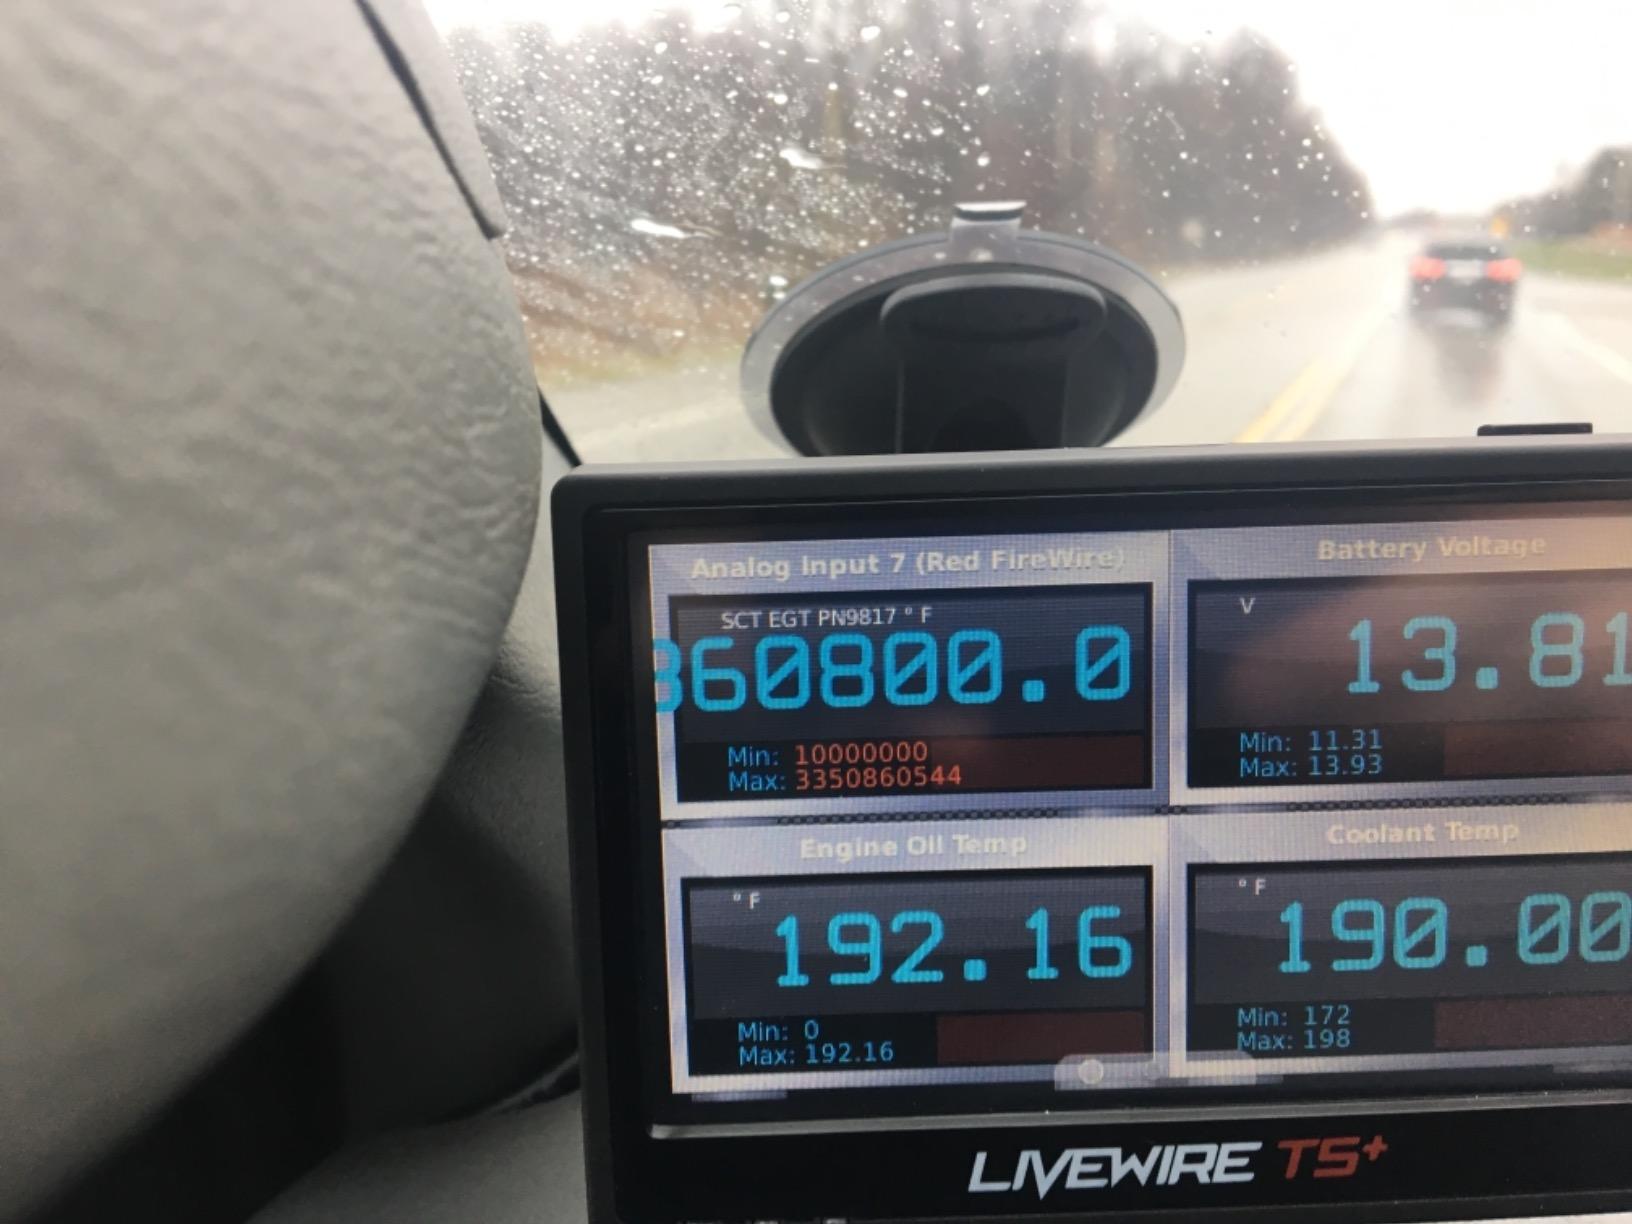 Analog Input 7 (Red FireWire)
SCT EGT PN9817 ° F
360800.0
Min: 10000000
Max: 3350860544
Battery Voltage
V
13.81
Min: 11.31
Max: 13.93
Engine Oil Temp
° F
192.16
Min: 0
Max: 192.16
Coolant Temp
° F
190.00
Min: 172
Max: 198
LIVEWIRE TS+